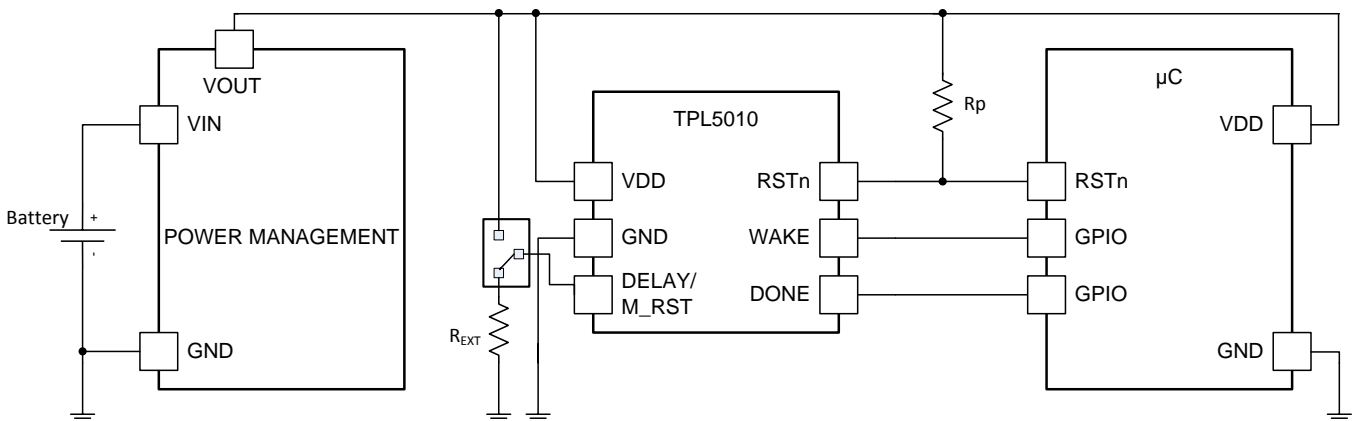 VOUT
VIN
Battery
+
-
POWER MANAGEMENT
GND
R_EXT
TPL5010
VDD
GND
DELAY/
M_RST
RSTn
WAKE
DONE
Rp
µC
VDD
RSTn
GPIO
GPIO
GND